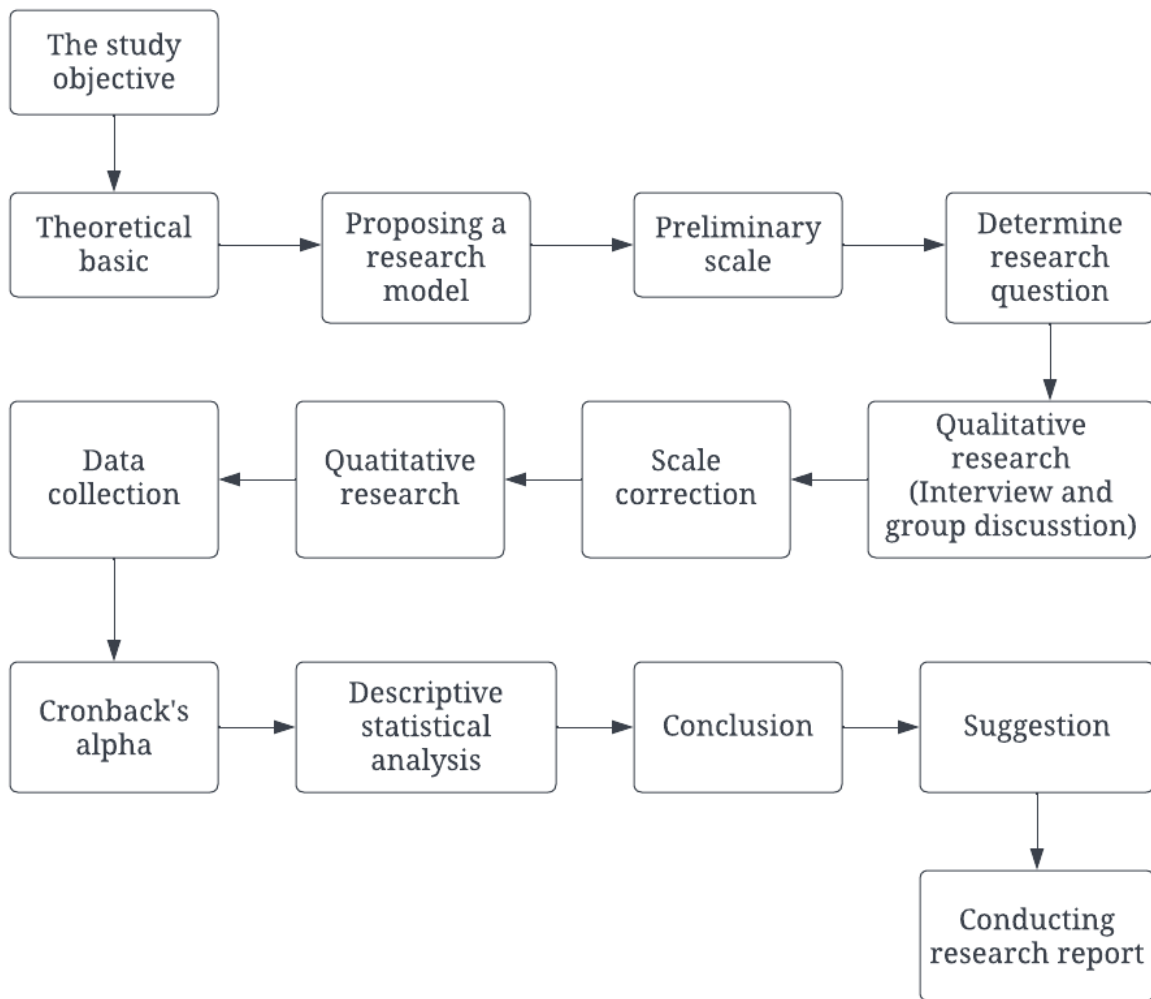 The study
objective
Theoretical
basic
Proposing a
research
model
Preliminary
scale
Determine
research
question
Qualitative
research
(Interview and
group discusstion)
Scale
correction
Quatitative
research
Data
collection
Cronback's
alpha
Descriptive
statistical
analysis
Conclusion
Suggestion
Conducting
research report